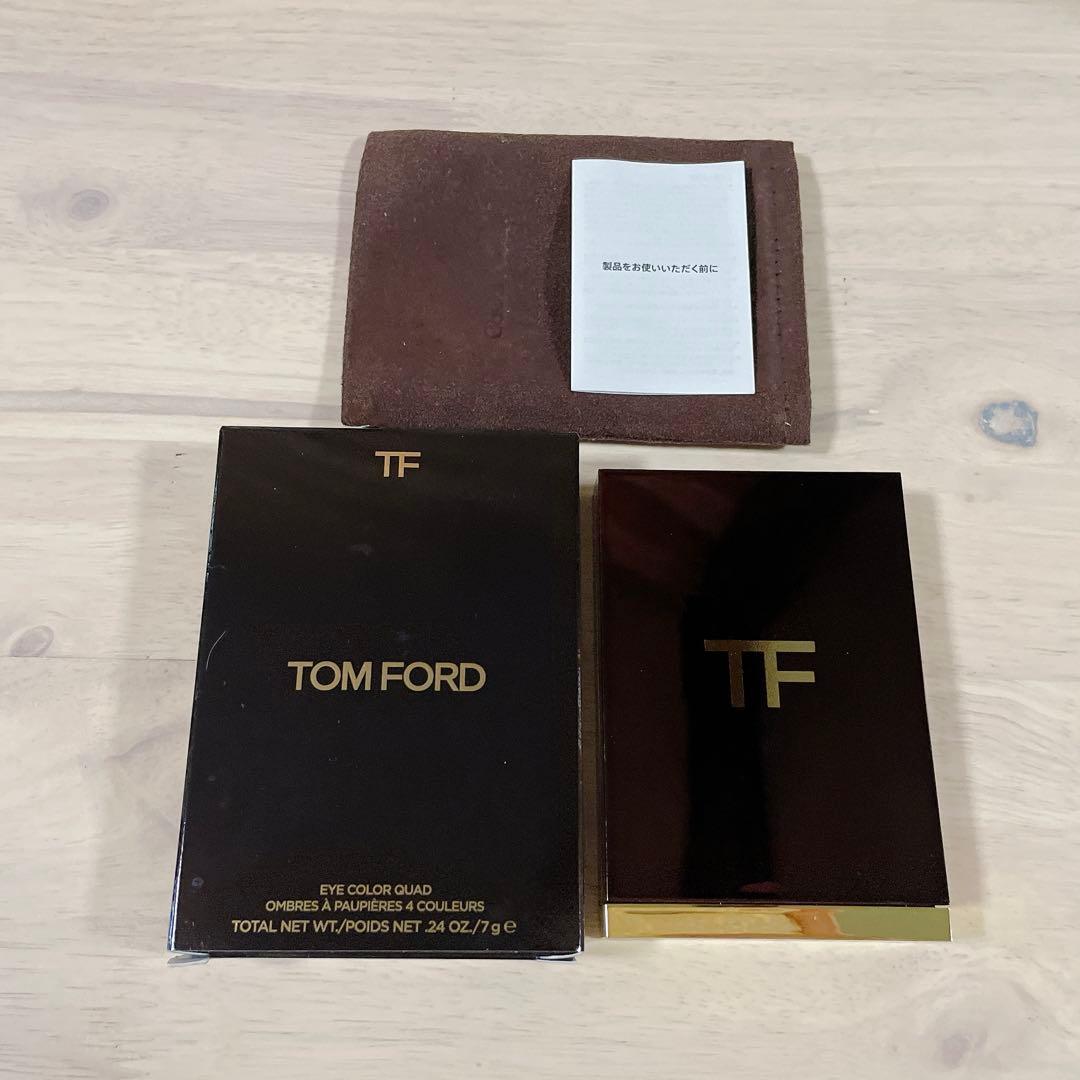 製品をお使いいただく前に
TF
TOM FORD
EYE COLOR QUAD
OMBRES À PAUPIÈRES 4 COULEURS
TOTAL NET WT./POIDS NET .24 OZ./7 g ℮
TF